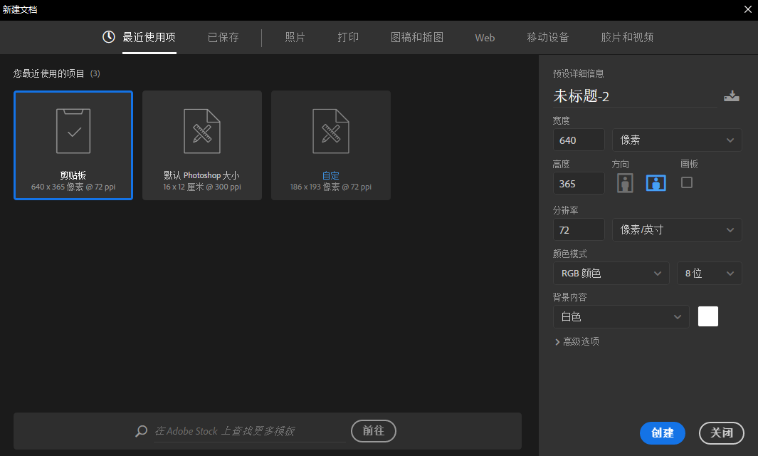 新建文档
最近使用项 已保存 照片 打印 图稿和插图 Web 移动设备 胶片和视频
您最近使用的项目 (3)
剪贴板
640 x 365 像素 @ 72 ppi
默认 Photoshop 大小
16 x 12 厘米 @ 300 ppi
自定
186 x 193 像素 @ 72 ppi
在 Adobe Stock 上查找更多模板
前往
预设详细信息
未标题-2
宽度
640 像素
高度 方向 画板
365
分辨率
72 像素/英寸
颜色模式
RGB 颜色 8 位
背景内容
白色
高级选项
创建 关闭